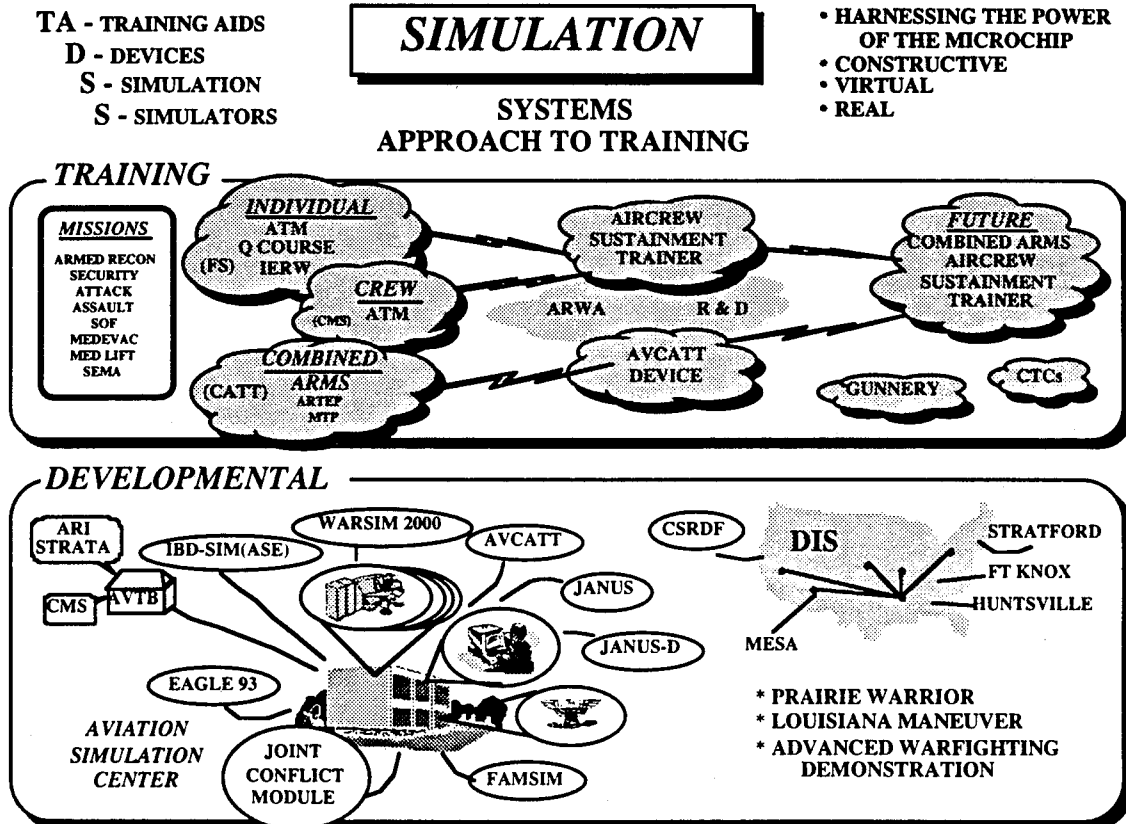 TA - TRAINING AIDS
D - DEVICES
S - SIMULATION
S - SIMULATORS
SIMULATION
SYSTEMS
APPROACH TO TRAINING
• HARNESSING THE POWER
OF THE MICROCHIP
• CONSTRUCTIVE
• VIRTUAL
• REAL
TRAINING
MISSIONS
ARMED RECON
SECURITY
ATTACK
ASSAULT
SOF
MEDEVAC
MED LIFT
SEMA
INDIVIDUAL
ATM
Q COURSE
(FS) IERW
CREW
(CMS) ATM
COMBINED
ARMS
(CATT)
ARTEP
MTP
AIRCREW
SUSTAINMENT
TRAINER
ARWA R & D
AVCATT
DEVICE
FUTURE
COMBINED ARMS
AIRCREW
SUSTAINMENT
TRAINER
GUNNERY
CTCs
DEVELOPMENTAL
ARI
STRATA
CMS
AVTB
IBD-SIM(ASE)
WARSIM 2000
AVCATT
JANUS
JANUS-D
EAGLE 93
AVIATION
SIMULATION
CENTER
JOINT
CONFLICT
MODULE
FAMSIM
CSRDF
DIS
STRATFORD
FT KNOX
HUNTSVILLE
MESA
* PRAIRIE WARRIOR
* LOUISIANA MANEUVER
* ADVANCED WARFIGHTING
DEMONSTRATION